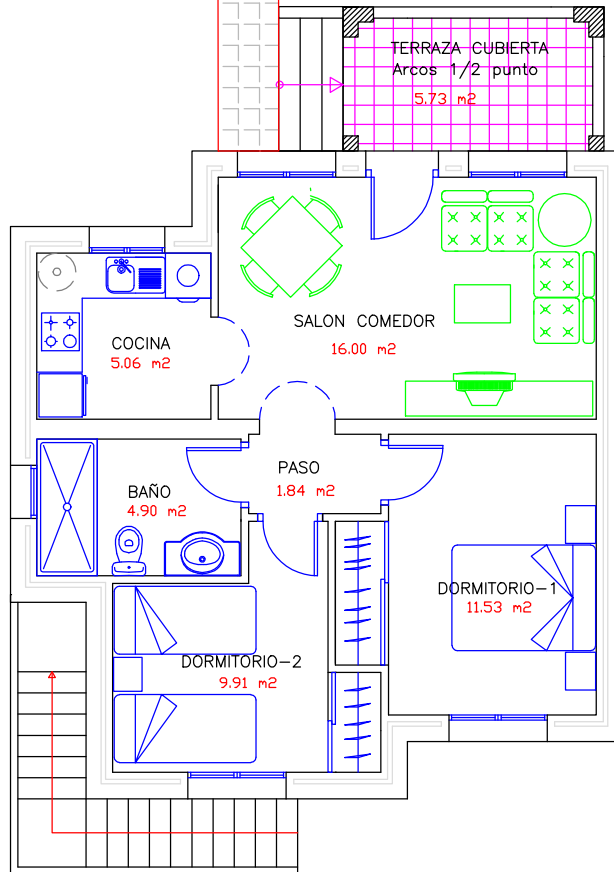 TERRAZA CUBIERTA
Arcos 1/2 punto
5.73 m2
SALON COMEDOR
16.00 m2
COCINA
5.06 m2
PASO
1.84 m2
BAÑO
4.90 m2
DORMITORIO-1
11.53 m2
DORMITORIO-2
9.91 m2